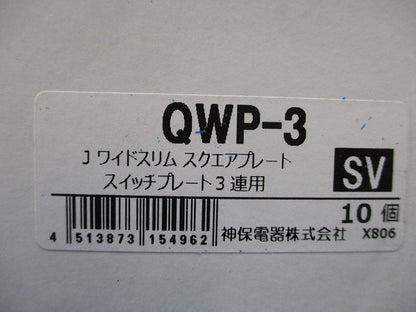 QWP-3
J ワイドスリム スクエアプレート
スイッチプレート3連用
SV
10個
4 513873 154962
神保電器株式会社 X806